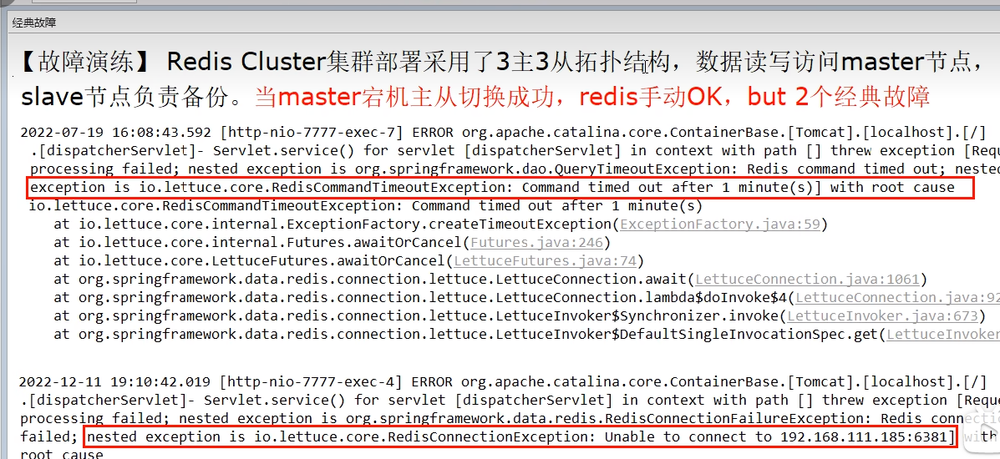 经典故障
【故障演练】 Redis Cluster集群部署采用了3主3从拓扑结构，数据读写访问master节点，
slave节点负责备份。当master宕机主从切换成功，redis手动OK，but 2个经典故障
2022-07-19 16:08:43.592 [http-nio-7777-exec-7] ERROR org.apache.catalina.core.ContainerBase.[Tomcat].[localhost].[/]
.[dispatcherServlet]- Servlet.service() for servlet [dispatcherServlet] in context with path [] threw exception [Requ
processing failed; nested exception is org.springframework.dao.QueryTimeoutException: Redis command timed out; nested
exception is io.lettuce.core.RedisCommandTimeoutException: Command timed out after 1 minute(s)] with root cause
io.lettuce.core.RedisCommandTimeoutException: Command timed out after 1 minute(s)
at io.lettuce.core.internal.ExceptionFactory.createTimeoutException(ExceptionFactory.java:59)
at io.lettuce.core.internal.Futures.awaitOrCancel(Futures.java:246)
at io.lettuce.core.LettuceFutures.awaitOrCancel(LettuceFutures.java:74)
at org.springframework.data.redis.connection.lettuce.LettuceConnection.await(LettuceConnection.java:1061)
at org.springframework.data.redis.connection.lettuce.LettuceConnection.lambda$doInvoke$4(LettuceConnection.java:92
at org.springframework.data.redis.connection.lettuce.LettuceInvoker$Synchronizer.invoke(LettuceInvoker.java:673)
at org.springframework.data.redis.connection.lettuce.LettuceInvoker$DefaultSingleInvocationSpec.get(LettuceInvoker
2022-12-11 19:10:42.019 [http-nio-7777-exec-4] ERROR org.apache.catalina.core.ContainerBase.[Tomcat].[localhost].[/]
.[dispatcherServlet]- Servlet.service() for servlet [dispatcherServlet] in context with path [] threw exception [Reque
processing failed; nested exception is org.springframework.data.redis.RedisConnectionFailureException: Redis connecti
failed; nested exception is io.lettuce.core.RedisConnectionException: Unable to connect to 192.168.111.185:6381] with
root cause